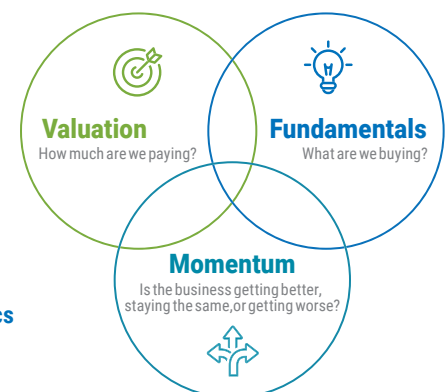 Valuation
How much are we paying?
Fundamentals
What are we buying?
Momentum
Is the business getting better,
staying the same,or getting worse?